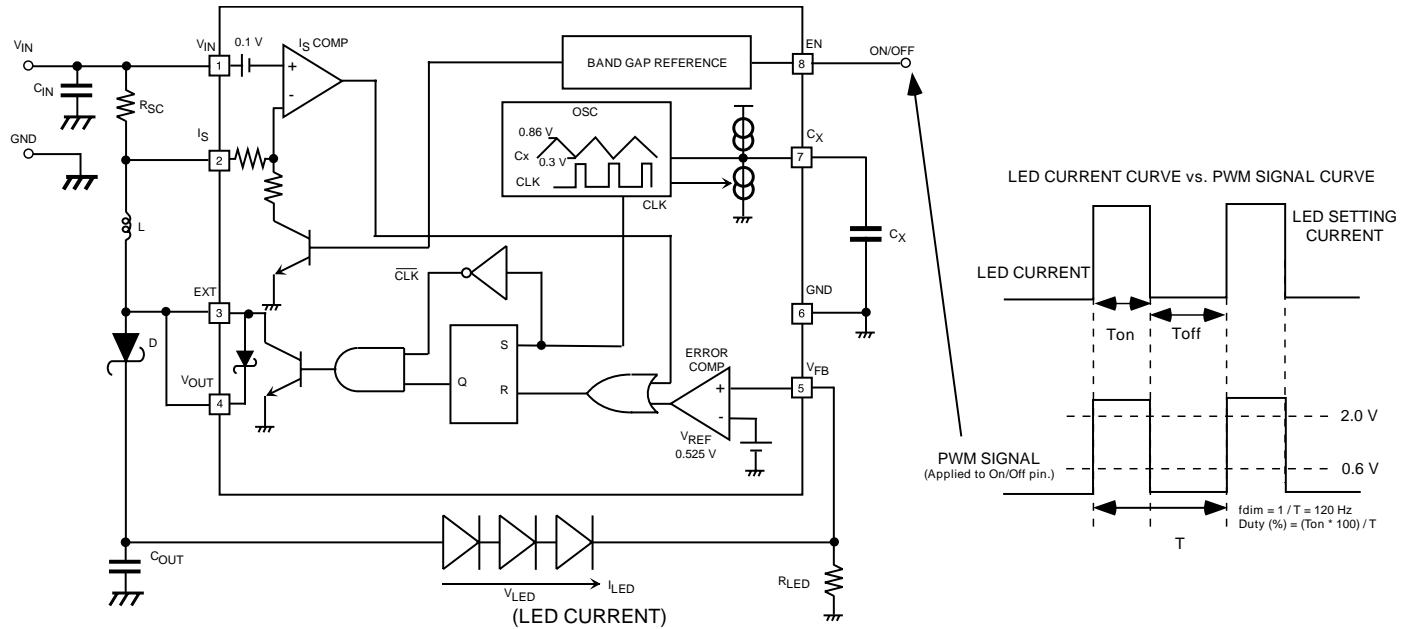 VIN
CIN
GND
RSC
IS
L
EXT
D
VOUT
COUT
VIN
1
0.1 V
IS COMP
+
-
2
3
4
BAND GAP REFERENCE
EN
8
ON/OFF
OSC
0.86 V
Cx
0.3 V
CLK
CLK
CX
7
CX
GND
6
CLK
S
Q
R
ERROR
COMP.
+
-
VREF
0.525 V
VFB
5
VLED
ILED
(LED CURRENT)
RLED
LED CURRENT CURVE vs. PWM SIGNAL CURVE
LED SETTING
CURRENT
LED CURRENT
Ton
Toff
2.0 V
PWM SIGNAL
(Applied to On/Off pin.)
0.6 V
fdim = 1 / T = 120 Hz
Duty (%) = (Ton * 100) / T
T